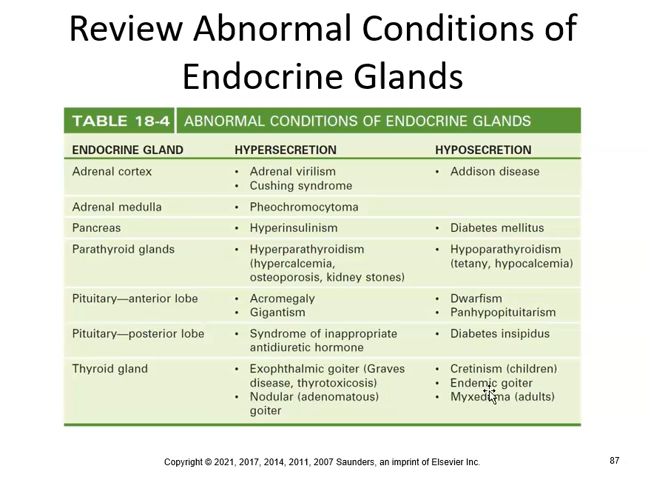 Review Abnormal Conditions of
Endocrine Glands
TABLE 18-4 ABNORMAL CONDITIONS OF ENDOCRINE GLANDS
ENDOCRINE GLAND HYPERSECRETION HYPOSECRETION
Adrenal cortex • Adrenal virilism • Addison disease
• Cushing syndrome
Adrenal medulla • Pheochromocytoma
Pancreas • Hyperinsulinism • Diabetes mellitus
Parathyroid glands • Hyperparathyroidism • Hypoparathyroidism
(hypercalcemia, (tetany, hypocalcemia)
osteoporosis, kidney stones)
Pituitary—anterior lobe • Acromegaly • Dwarfism
• Gigantism • Panhypopituitarism
Pituitary—posterior lobe • Syndrome of inappropriate • Diabetes insipidus
antidiuretic hormone
Thyroid gland • Exophthalmic goiter (Graves • Cretinism (children)
disease, thyrotoxicosis) • Endemic goiter
• Nodular (adenomatous) • Myxedema (adults)
goiter
Copyright © 2021, 2017, 2014, 2011, 2007 Saunders, an imprint of Elsevier Inc. 87